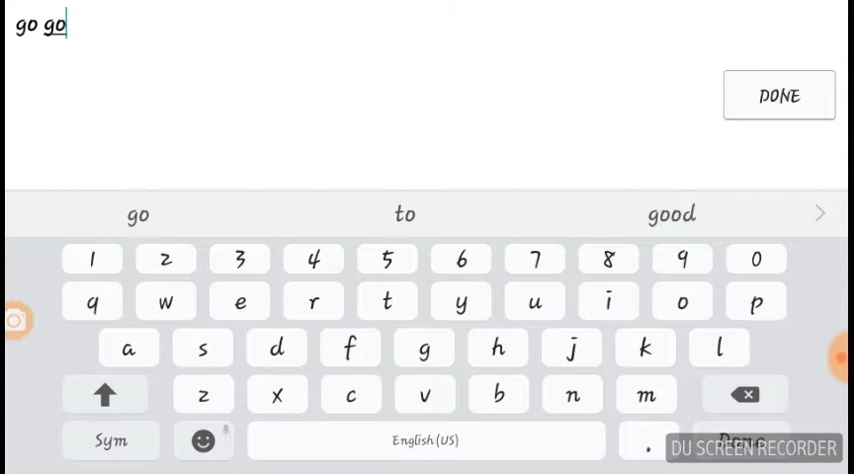 go go
DONE
go to good
1 2 3 4 5 6 7 8 9 0
q w e r t y u i o p
a s d f g h j k l
z x c v b n m
Sym English (US) . Done
DU SCREEN RECORDER